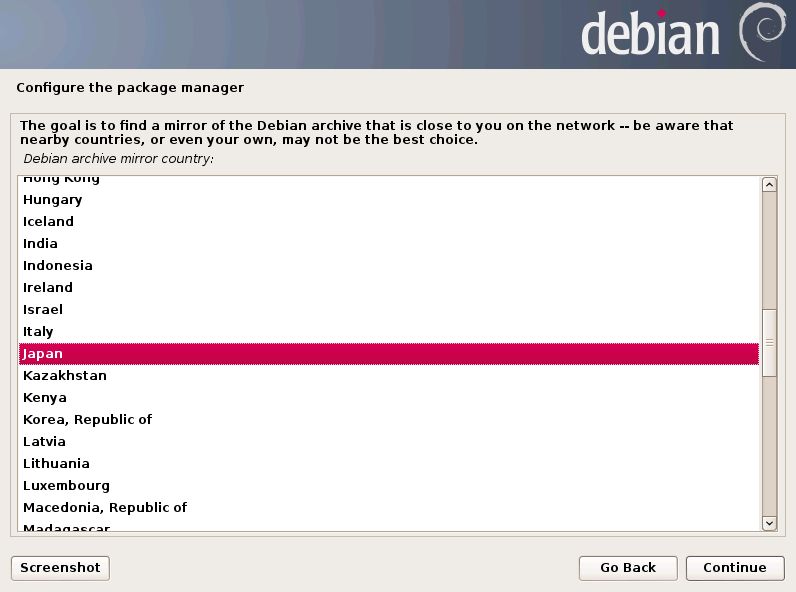 debian
Configure the package manager
The goal is to find a mirror of the Debian archive that is close to you on the network -- be aware that
nearby countries, or even your own, may not be the best choice.
Debian archive mirror country:
Hong Kong
Hungary
Iceland
India
Indonesia
Ireland
Israel
Italy
Japan
Kazakhstan
Kenya
Korea, Republic of
Latvia
Lithuania
Luxembourg
Macedonia, Republic of
Madagascar
Screenshot
Go Back
Continue